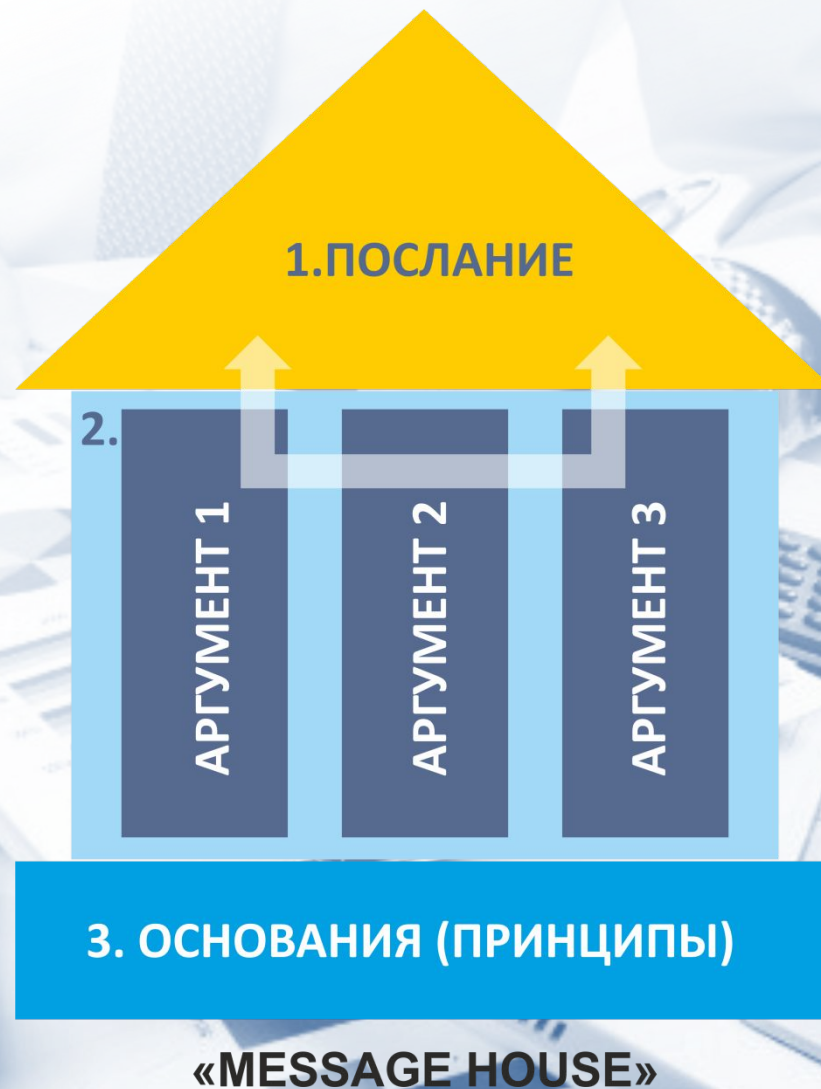 1.ПОСЛАНИЕ
2.
АРГУМЕНТ 1
АРГУМЕНТ 2
АРГУМЕНТ 3
3. ОСНОВАНИЯ (ПРИНЦИПЫ)
«MESSAGE HOUSE»